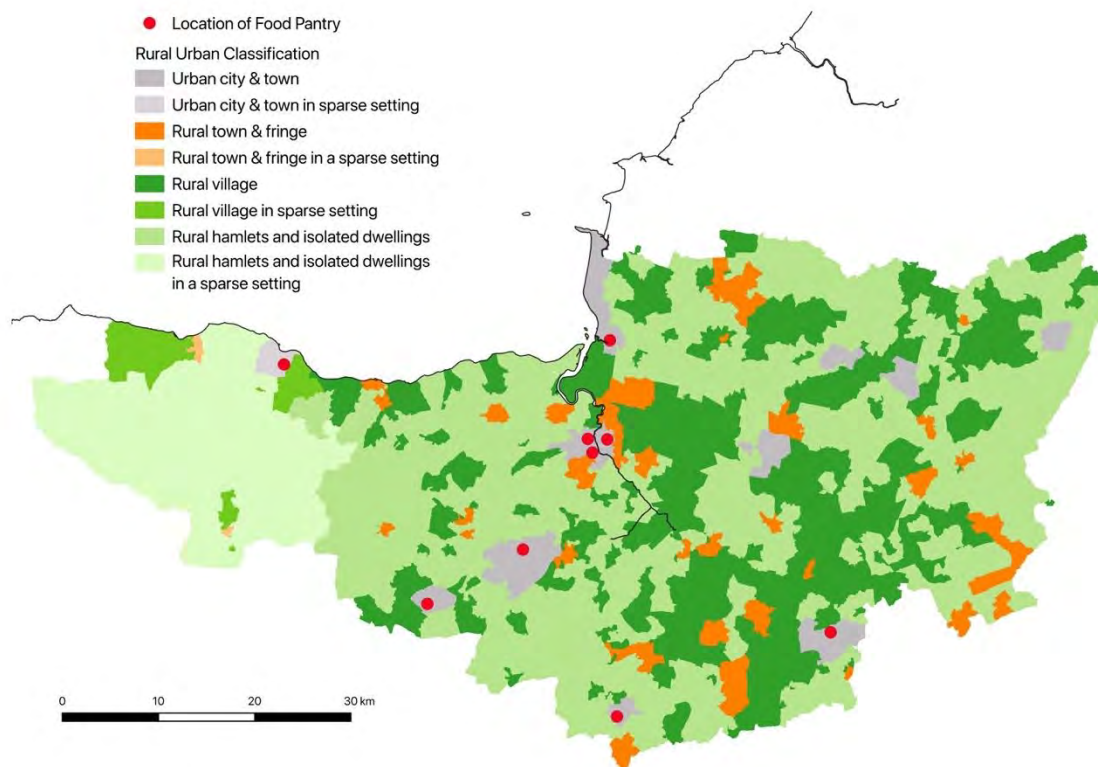 Location of Food Pantry
Rural Urban Classification
Urban city & town
Urban city & town in sparse setting
Rural town & fringe
Rural town & fringe in a sparse setting
Rural village
Rural village in sparse setting
Rural hamlets and isolated dwellings
Rural hamlets and isolated dwellings
in a sparse setting
0 10 20 30 km